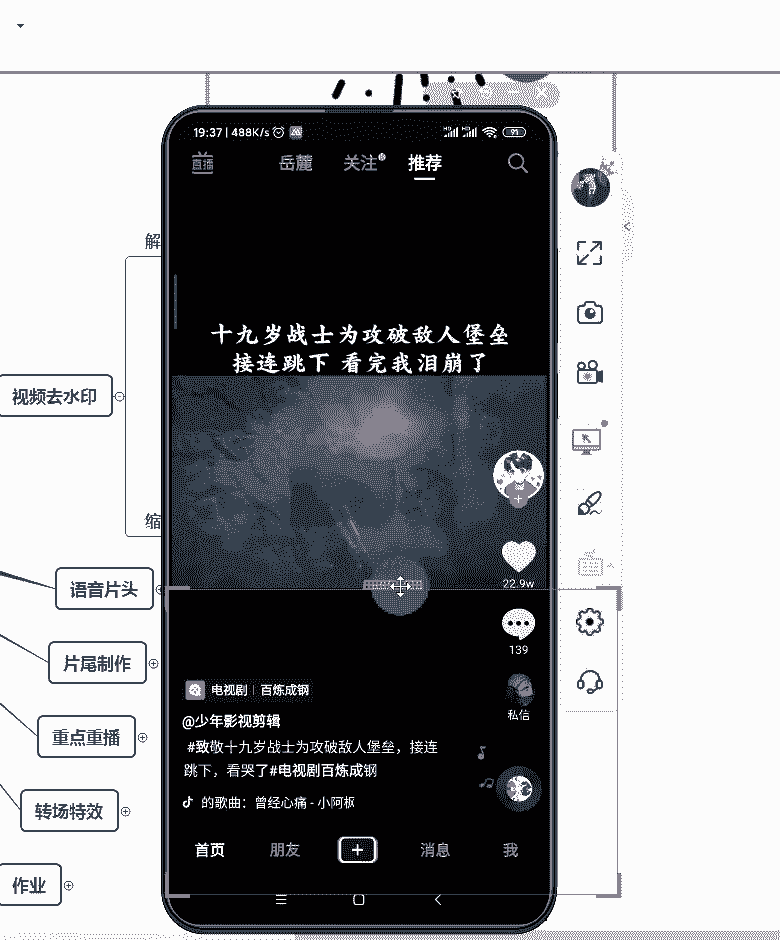 19:37 | 488K/s
91
直播
岳麓
关注
推荐
解
十九岁战士为攻破敌人堡垒
接连跳下 看完我泪崩了
视频去水印
缩
22.9w
语音片头
139
片尾制作
电视剧 | 百炼成钢
私信
@少年影视剪辑
#致敬十九岁战士为攻破敌人堡垒，接连
重点重播
跳下，看哭了#电视剧百炼成钢
的歌曲：曾经心痛 - 小阿枫
转场特效
首页
朋友
消息
我
作业